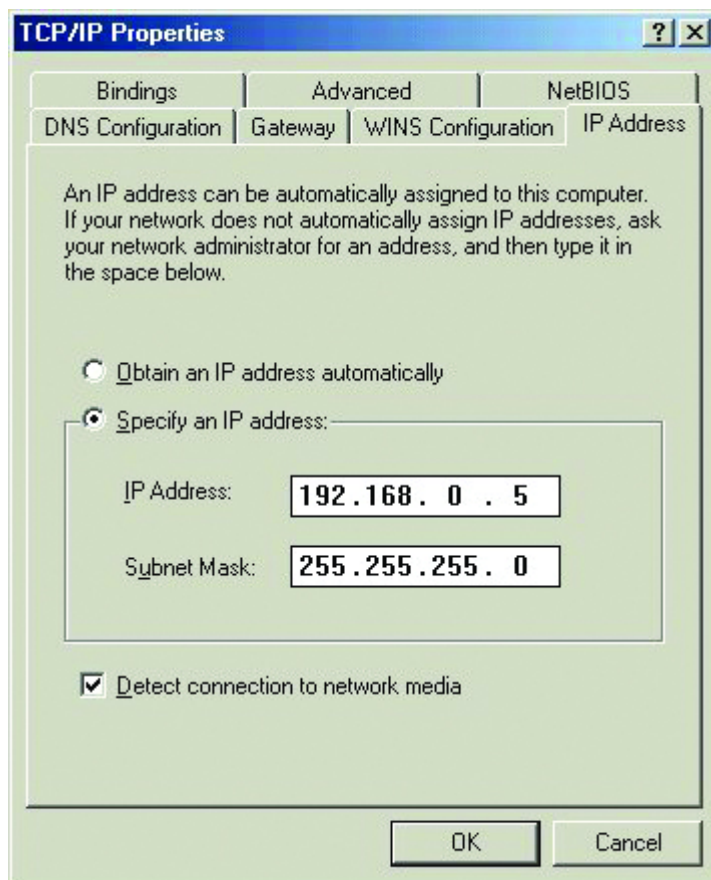 TCP/IP Properties
Bindings Advanced NetBIOS
DNS Configuration Gateway WINS Configuration IP Address
An IP address can be automatically assigned to this computer.
If your network does not automatically assign IP addresses, ask
your network administrator for an address, and then type it in
the space below.
Obtain an IP address automatically
Specify an IP address:
IP Address: 192.168. 0 . 5
Subnet Mask: 255.255.255. 0
Detect connection to network media
OK Cancel